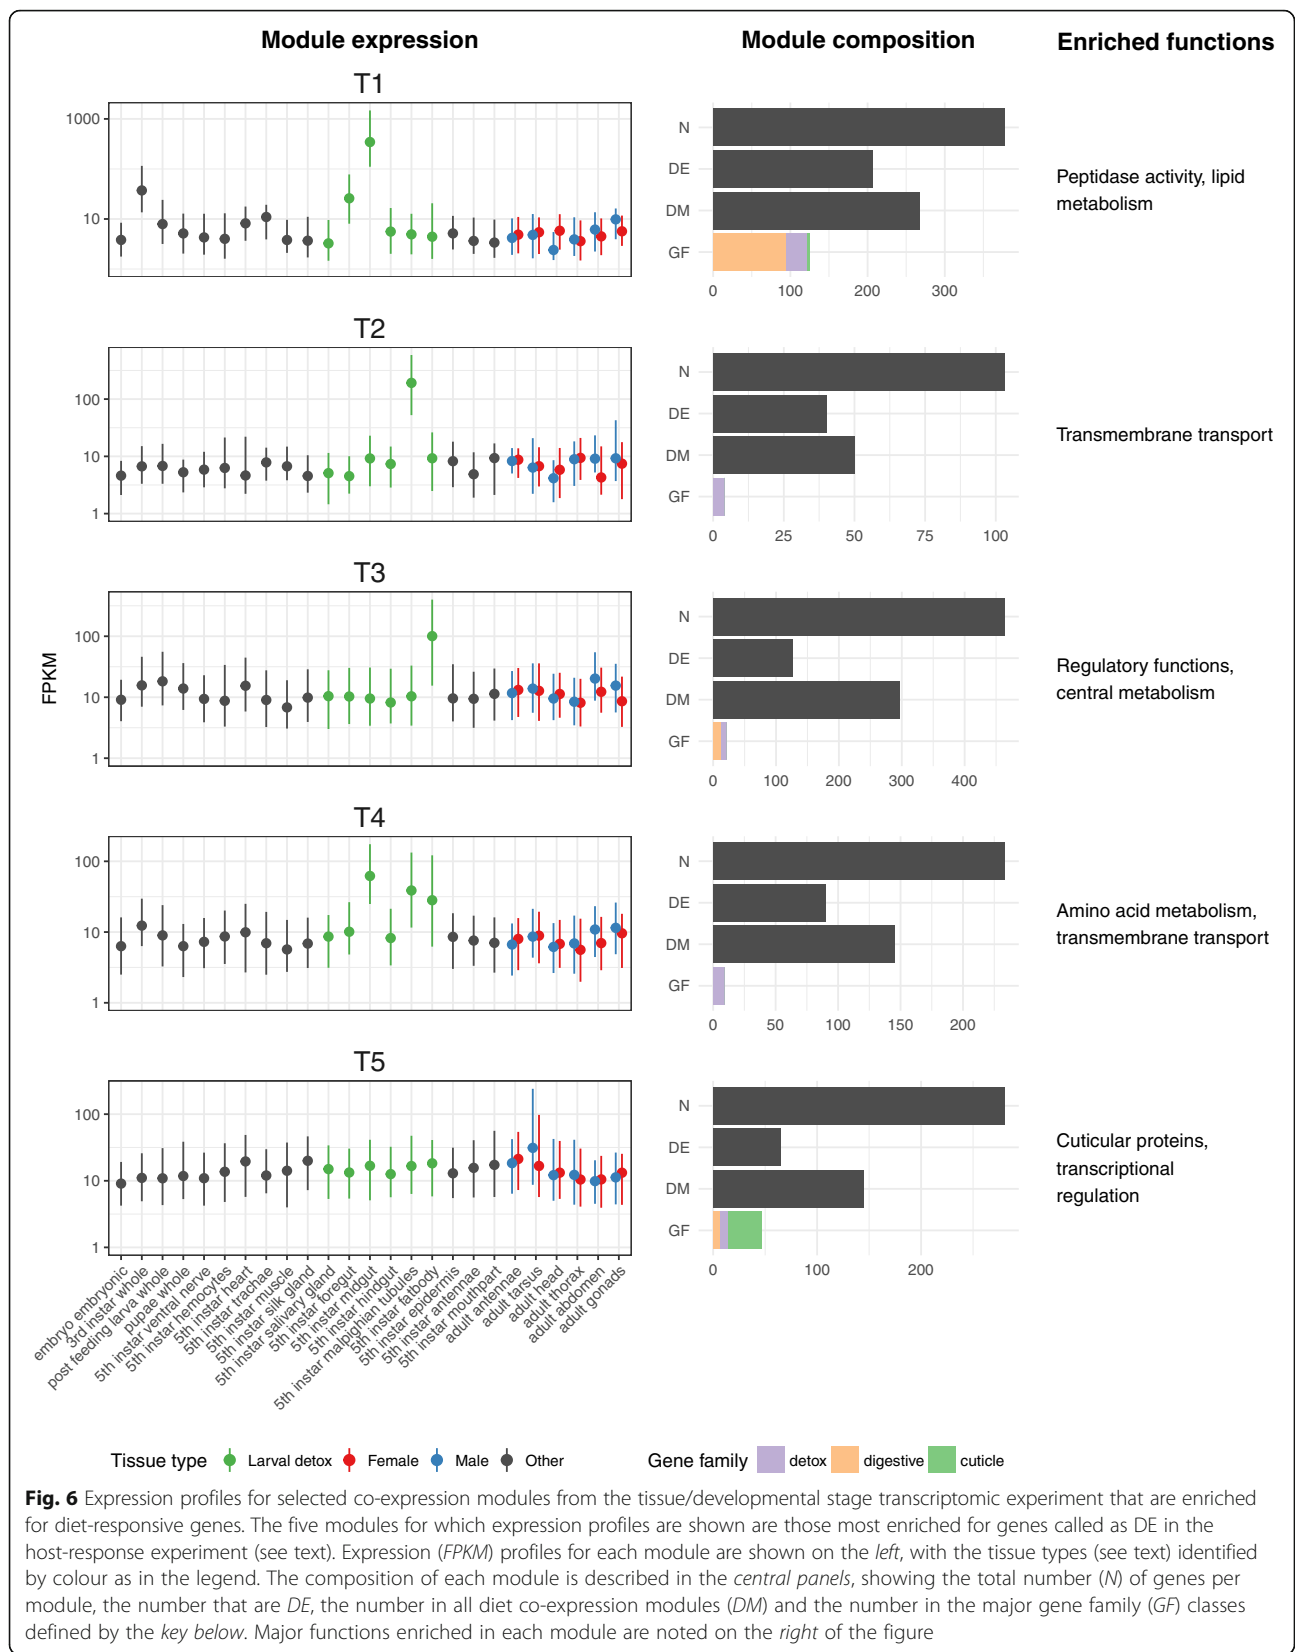 Module expression
Module composition
Enriched functions
T1
1000
10
N
DE
DM
GF
0 100 200 300
Peptidase activity, lipid
metabolism
T2
100
10
1
N
DE
DM
GF
0 25 50 75 100
Transmembrane transport
T3
FPKM
100
10
1
N
DE
DM
GF
0 100 200 300 400
Regulatory functions,
central metabolism
T4
100
10
1
N
DE
DM
GF
0 50 100 150 200
Amino acid metabolism,
transmembrane transport
T5
100
10
1
N
DE
DM
GF
0 100 200
Cuticular proteins,
transcriptional
regulation
embryo embryonic
3rd instar whole
post feeding larva whole
pupae whole
5th instar ventral nerve
5th instar hemocytes
5th instar heart
5th instar trachae
5th instar muscle
5th instar silk gland
5th instar salivary gland
5th instar foregut
5th instar midgut
5th instar hindgut
5th instar malpighian tubules
5th instar fatbody
5th instar epidermis
5th instar antennae
5th instar mouthpart
adult antennae
adult tarsus
adult head
adult thorax
adult abdomen
adult gonads
Tissue type Larval detox Female Male Other
Gene family detox digestive cuticle
Fig. 6 Expression profiles for selected co-expression modules from the tissue/developmental stage transcriptomic experiment that are enriched
for diet-responsive genes. The five modules for which expression profiles are shown are those most enriched for genes called as DE in the
host-response experiment (see text). Expression (FPKM) profiles for each module are shown on the left, with the tissue types (see text) identified
by colour as in the legend. The composition of each module is described in the central panels, showing the total number (N) of genes per
module, the number that are DE, the number in all diet co-expression modules (DM) and the number in the major gene family (GF) classes
defined by the key below. Major functions enriched in each module are noted on the right of the figure